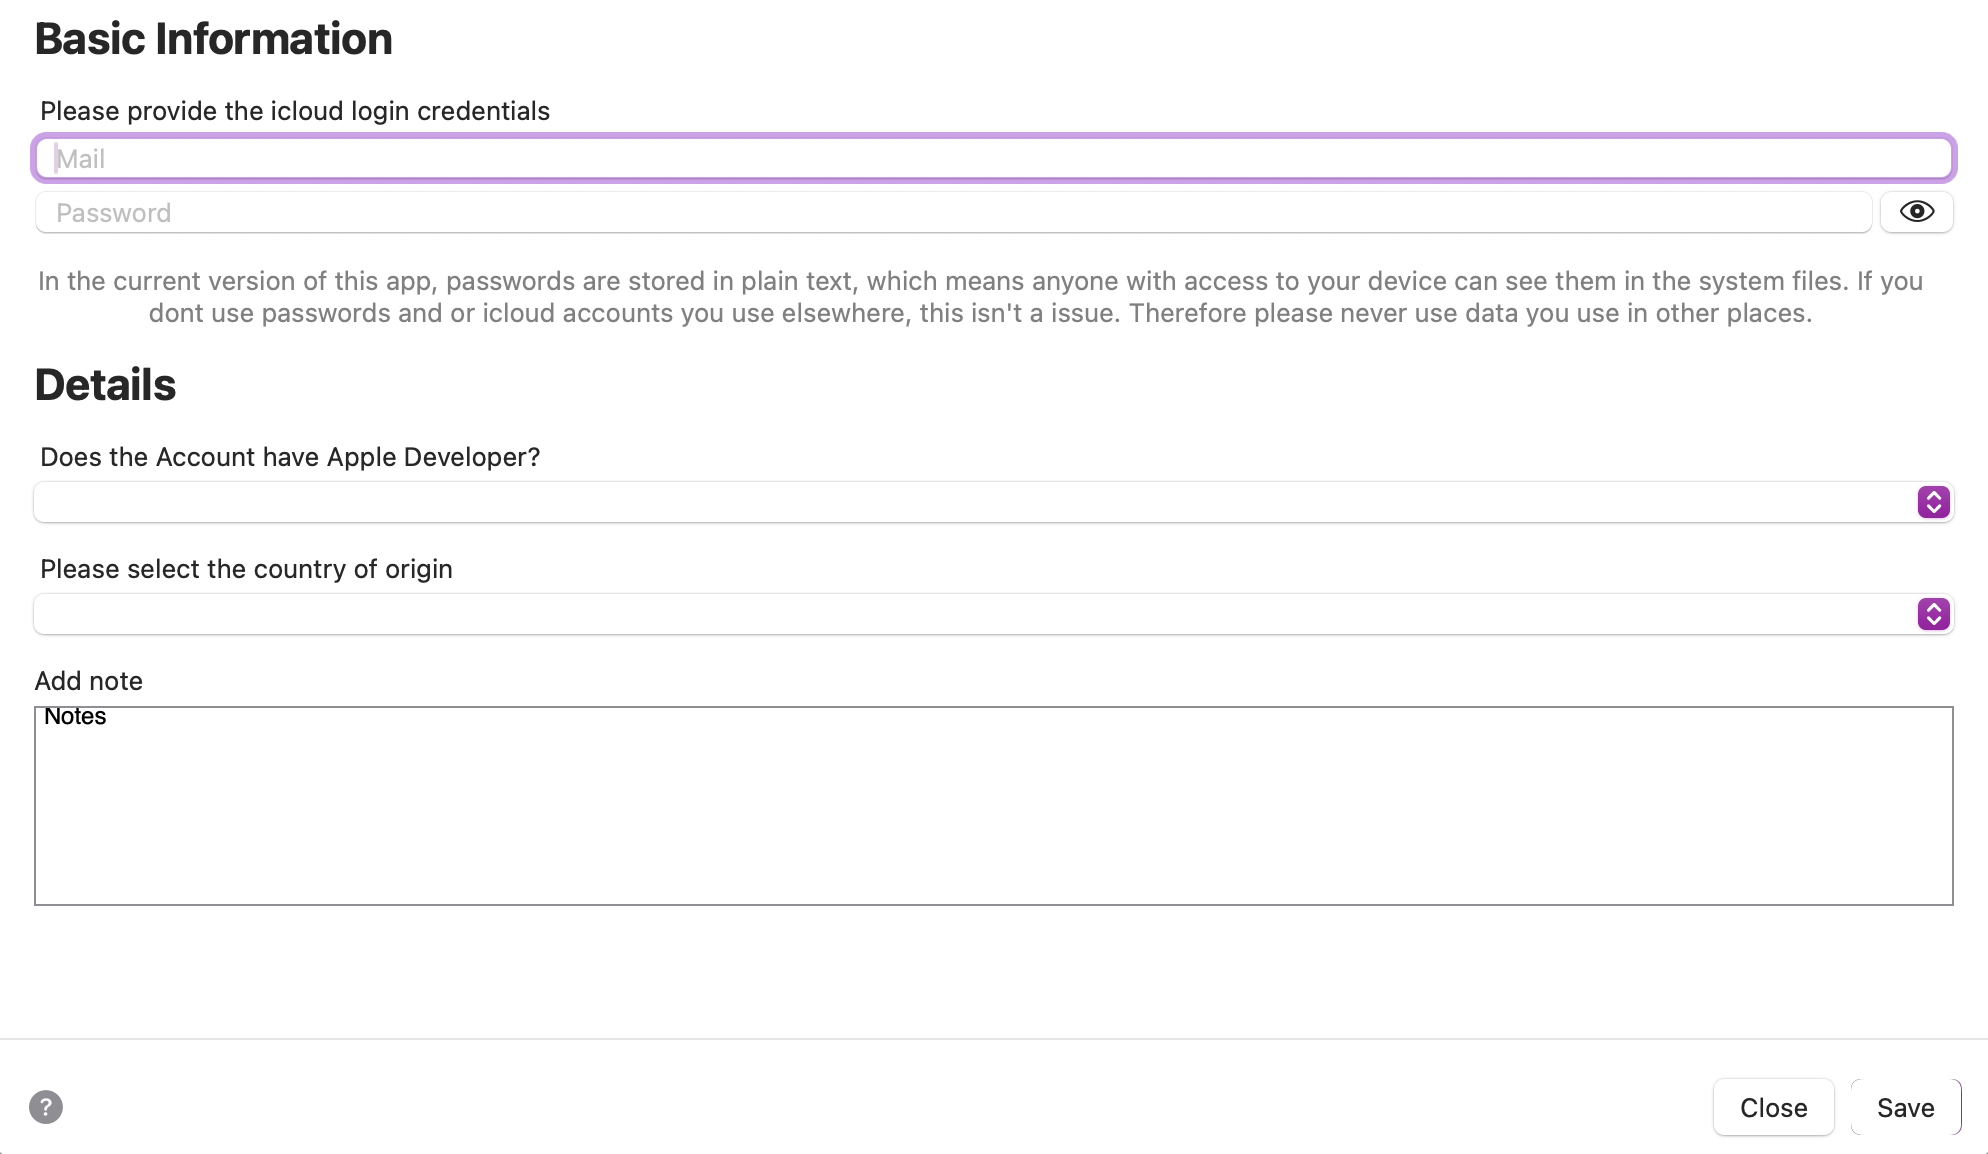 Basic Information
Please provide the icloud login credentials
Mail
Password
In the current version of this app, passwords are stored in plain text, which means anyone with access to your device can see them in the system files. If you
dont use passwords and or icloud accounts you use elsewhere, this isn't a issue. Therefore please never use data you use in other places.
Details
Does the Account have Apple Developer?
Please select the country of origin
Add note
Notes
?
Close
Save